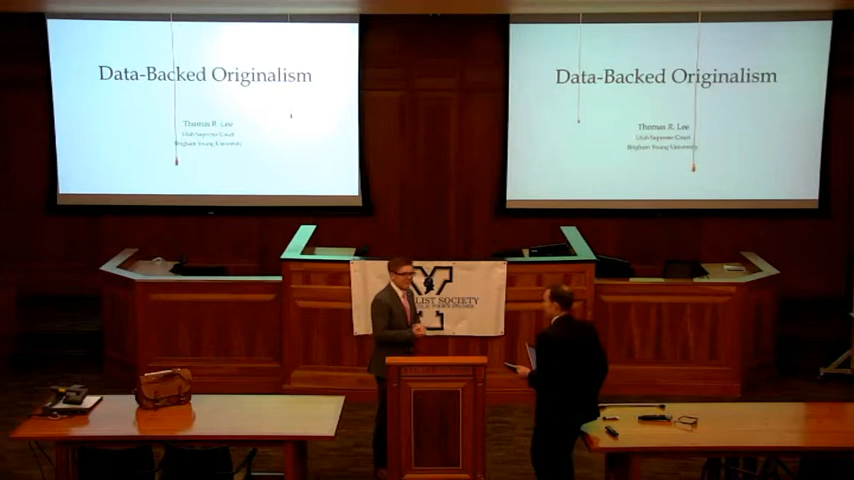 Data-Backed Originalism
Thomas R. Lee
Utah Supreme Court
Brigham Young University
Data-Backed Originalism
Thomas R. Lee
Utah Supreme Court
Brigham Young University
ALIST SOCIETY